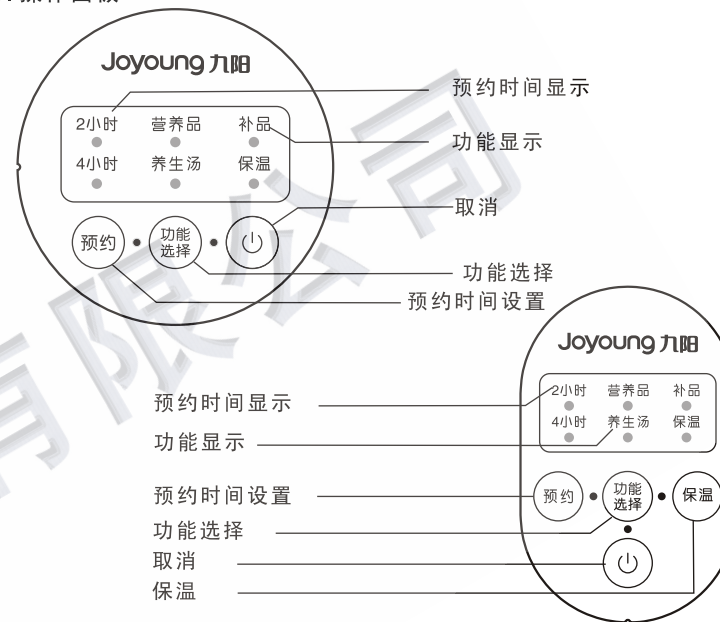 Joyoung 九阳
2小时 营养品 补品
4小时 养生汤 保温
预约 功能选择
预约时间显示
功能显示
取消
功能选择
预约时间设置
Joyoung 九阳
2小时 营养品 补品
4小时 养生汤 保温
预约 功能选择 保温
预约时间显示
功能显示
预约时间设置
功能选择
取消
保温
有限公司